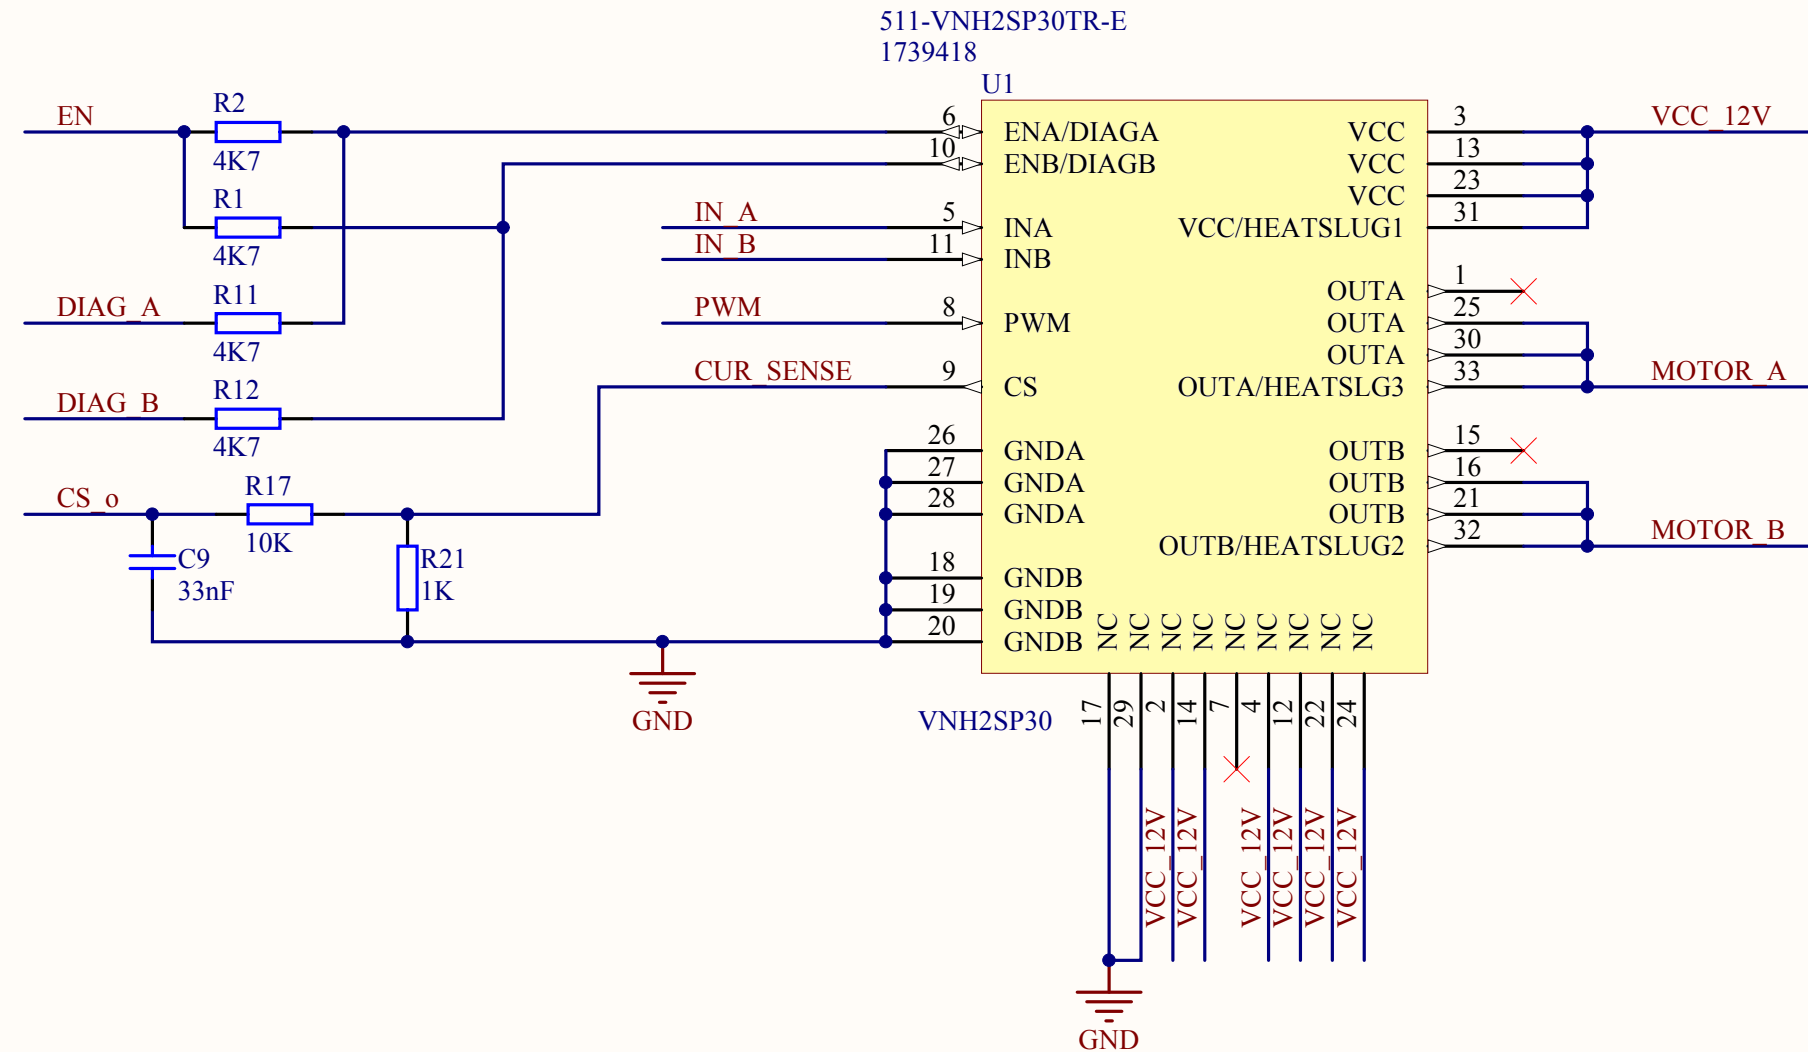 511-VNH2SP30TR-E
1739418
U1
EN
R2
4K7
R1
4K7
DIAG_A
R11
4K7
DIAG_B
R12
4K7
CS_o
R17
10K
C9
33nF
R21
1K
GND
IN_A
IN_B
PWM
CUR_SENSE
6 ENA/DIAGA
10 ENB/DIAGB
5 INA
11 INB
8 PWM
9 CS
26 GNDA
27 GNDA
28 GNDA
18 GNDB
19 GNDB
20 GNDB
VCC 3
VCC 13
VCC 23
VCC/HEATSLUG1 31
OUTA 1
OUTA 25
OUTA 30
OUTA/HEATSLG3 33
OUTB 15
OUTB 16
OUTB 21
OUTB/HEATSLUG2 32
VCC_12V
MOTOR_A
MOTOR_B
NC NC NC NC NC NC NC NC NC
17 29 2 14 7 4 12 22 24
VNH2SP30
VCC_12V
VCC_12V
VCC_12V
VCC_12V
VCC_12V
VCC_12V
GND